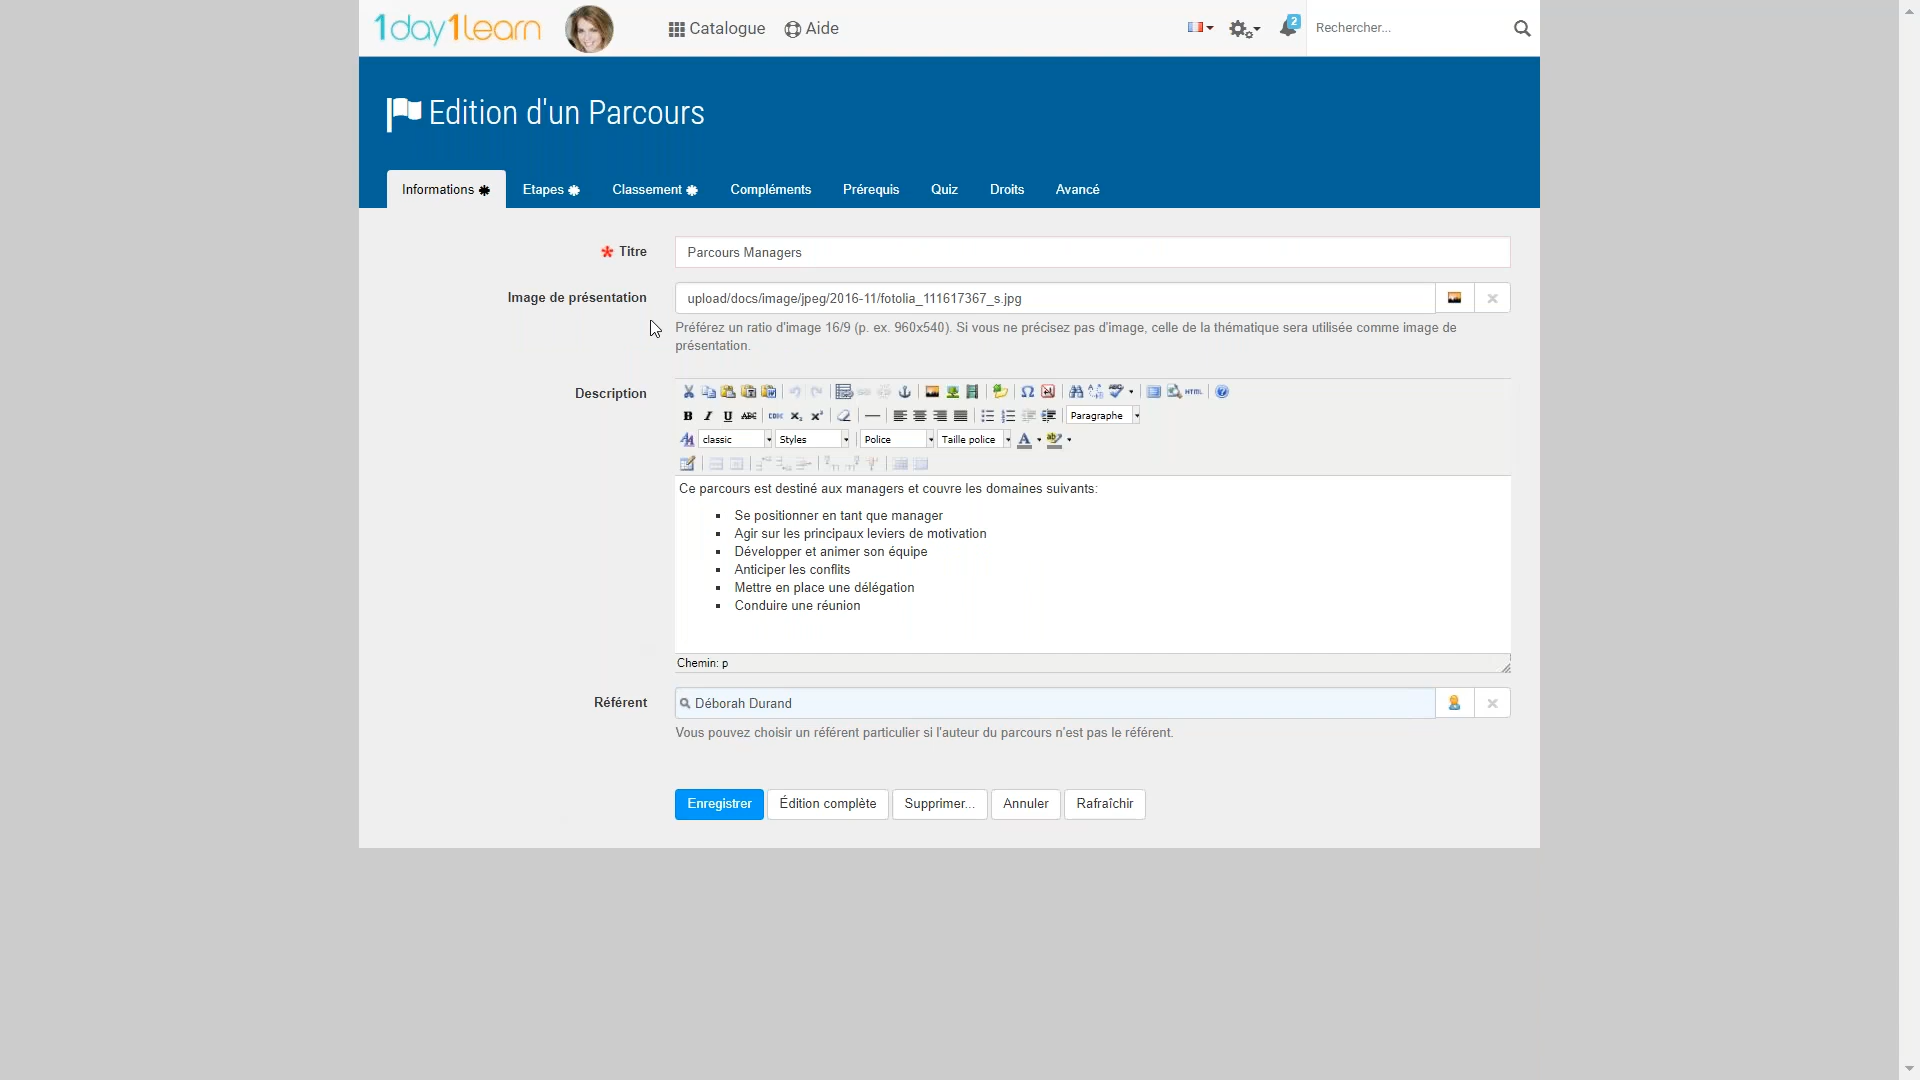 1day1learn
Catalogue
Aide
2
Rechercher...
Edition d'un Parcours
Informations
Etapes
Classement
Compléments
Prérequis
Quiz
Droits
Avancé
Titre
Parcours Managers
Image de présentation
upload/docs/image/jpeg/2016-11/fotolia_111617367_s.jpg
Préférez un ratio d'image 16/9 (p. ex. 960x540). Si vous ne précisez pas d'image, celle de la thématique sera utilisée comme image de
présentation.
Description
HTML
B I U ABC
Paragraphe
classic
Styles
Police
Taille police
Ce parcours est destiné aux managers et couvre les domaines suivants:
Se positionner en tant que manager
Agir sur les principaux leviers de motivation
Développer et animer son équipe
Anticiper les conflits
Mettre en place une délégation
Conduire une réunion
Chemin: p
Référent
Déborah Durand
Vous pouvez choisir un référent particulier si l'auteur du parcours n'est pas le référent.
Enregistrer
Édition complète
Supprimer...
Annuler
Rafraîchir